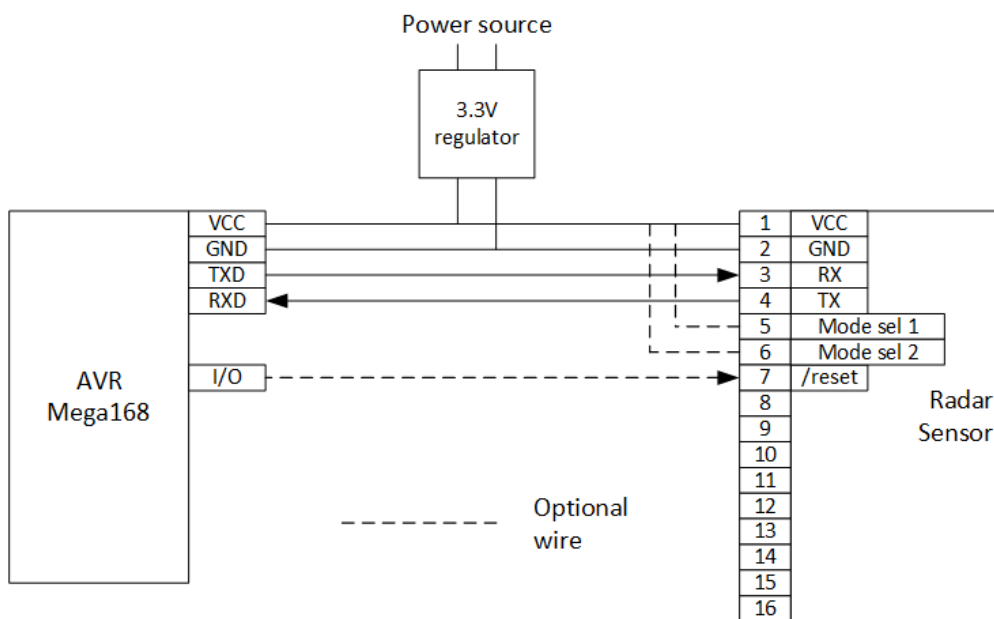 Power source
3.3V
regulator
VCC
GND
TXD
RXD
I/O
AVR
Mega168
1 VCC
2 GND
3 RX
4 TX
5 Mode sel 1
6 Mode sel 2
7 /reset
8
9
10
11
12
13
14
15
16
Radar
Sensor
Optional
wire